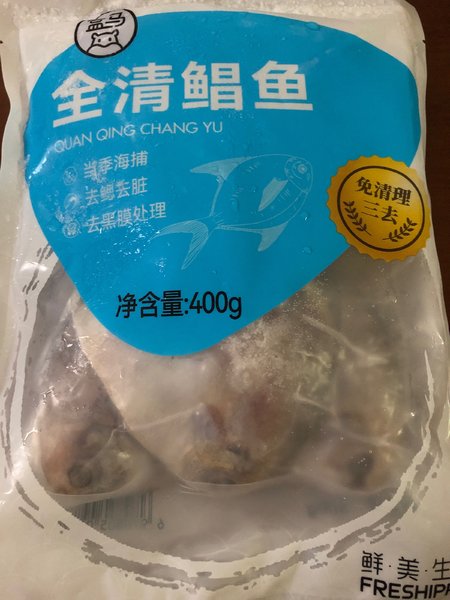 盒马
全清鲳鱼
QUAN QING CHANG YU
当季海捕
去鳃去脏
去黑膜处理
免清理
三去
净含量:400g
鲜·美·生
FRESHIPP